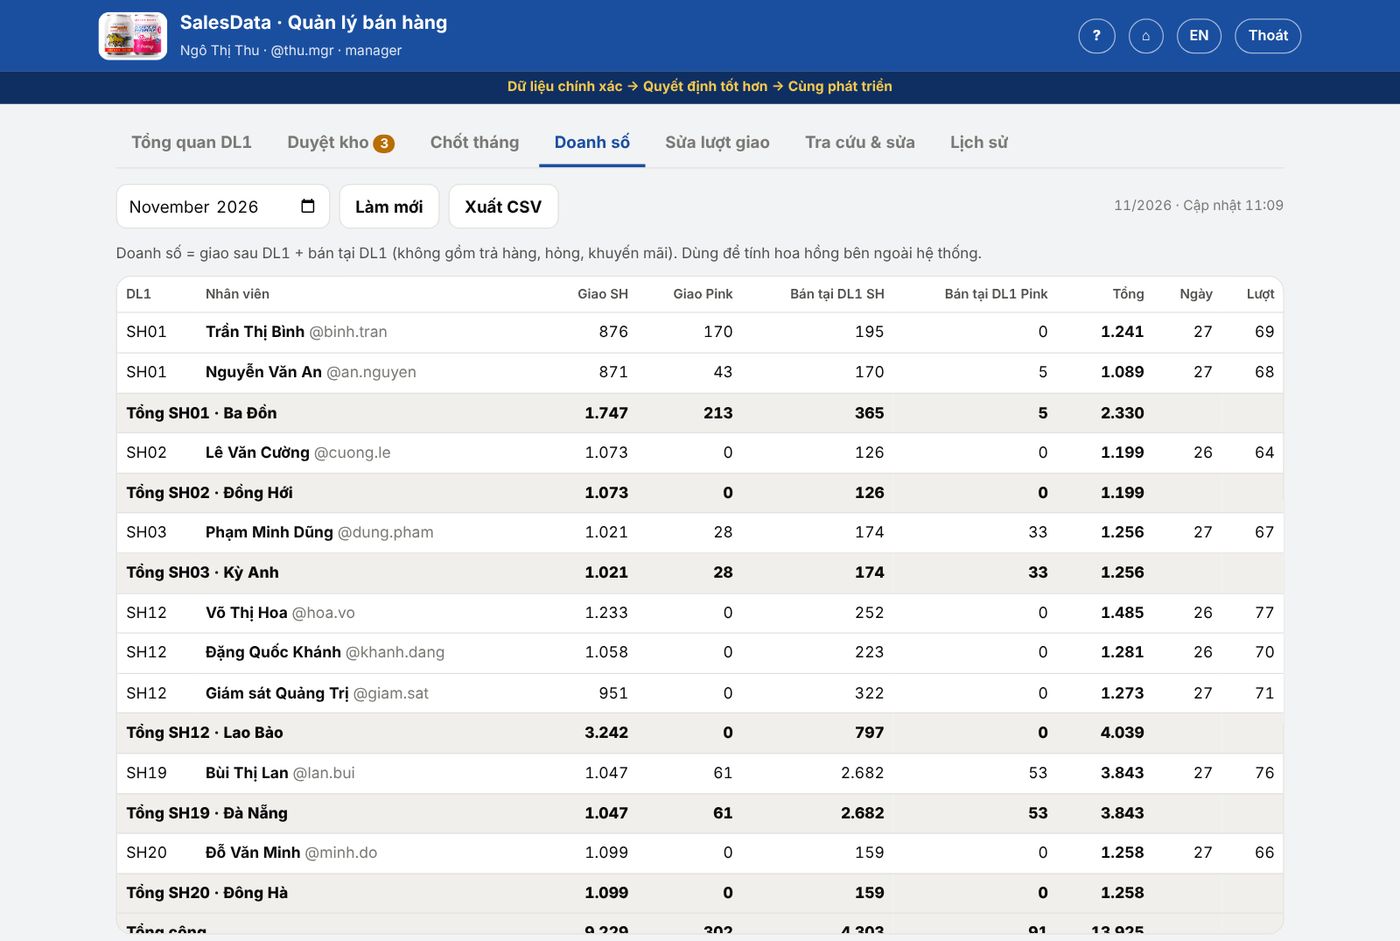 SalesData · Quản lý bán hàng
Ngô Thị Thu · @thu.mgr · manager
?
⌂
EN
Thoát
Dữ liệu chính xác → Quyết định tốt hơn → Cùng phát triển
Tổng quan DL1 Duyệt kho 3 Chốt tháng Doanh số Sửa lượt giao Tra cứu & sửa Lịch sử
November 2026 Làm mới Xuất CSV 11/2026 · Cập nhật 11:09
Doanh số = giao sau DL1 + bán tại DL1 (không gồm trả hàng, hỏng, khuyến mãi). Dùng để tính hoa hồng bên ngoài hệ thống.
DL1 Nhân viên Giao SH Giao Pink Bán tại DL1 SH Bán tại DL1 Pink Tổng Ngày Lượt
SH01 Trần Thị Bình @binh.tran 876 170 195 0 1.241 27 69
SH01 Nguyễn Văn An @an.nguyen 871 43 170 5 1.089 27 68
Tổng SH01 · Ba Đồn 1.747 213 365 5 2.330
SH02 Lê Văn Cường @cuong.le 1.073 0 126 0 1.199 26 64
Tổng SH02 · Đồng Hới 1.073 0 126 0 1.199
SH03 Phạm Minh Dũng @dung.pham 1.021 28 174 33 1.256 27 67
Tổng SH03 · Kỳ Anh 1.021 28 174 33 1.256
SH12 Võ Thị Hoa @hoa.vo 1.233 0 252 0 1.485 26 77
SH12 Đặng Quốc Khánh @khanh.dang 1.058 0 223 0 1.281 26 70
SH12 Giám sát Quảng Trị @giam.sat 951 0 322 0 1.273 27 71
Tổng SH12 · Lao Bảo 3.242 0 797 0 4.039
SH19 Bùi Thị Lan @lan.bui 1.047 61 2.682 53 3.843 27 76
Tổng SH19 · Đà Nẵng 1.047 61 2.682 53 3.843
SH20 Đỗ Văn Minh @minh.do 1.099 0 159 0 1.258 27 66
Tổng SH20 · Đông Hà 1.099 0 159 0 1.258
Tổng cộng 9.229 302 4.303 91 13.925